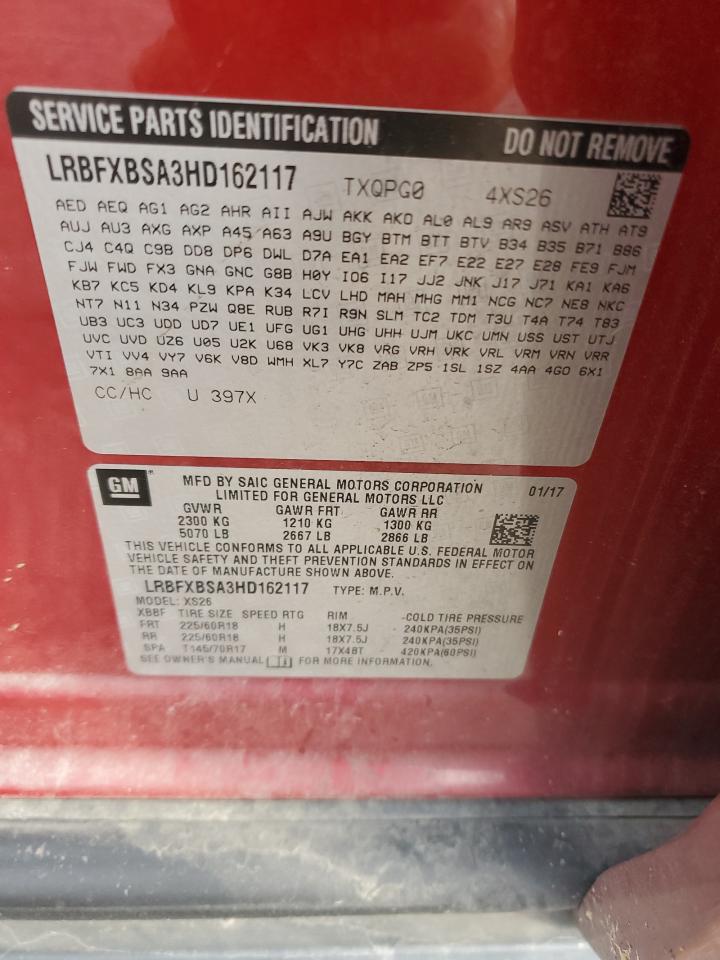 SERVICE PARTS IDENTIFICATION DO NOT REMOVE
LRBFXBSA3HD162117 TXQPG0 4XS26
AED AEQ AG1 AG2 AHR AII AJW AKK AKO AL0 AL9 AR9 ASV ATH AT9
AUJ AU3 AXG AXP A45 A63 A9U BGY BTM BTT BTV B34 B35 B71 B86
CJ4 C4Q C9B DD8 DP6 DWL D7A EA1 EA2 EF7 E22 E27 E28 FE9 FJM
FJW FWD FX3 GNA GNC G8B H0Y IO6 I17 JJ2 JNK J17 J71 KA1 KA6
KB7 KC5 KD4 KL9 KPA K34 LCV LHD MAH MHG MM1 NCG NC7 NE8 NKC
NT7 N11 N34 PZW Q8E RUB R7I R9N SLM TC2 TDM T3U T4A T74 T83
UB3 UC3 UDD UD7 UE1 UFG UG1 UHG UHH UJM UKC UMN USS UST UTJ
UVC UVD UZ6 U05 U2K U68 VK3 VK8 VRG VRH VRK VRL VRM VRN VRR
VTI VV4 VY7 V6K V8D WMH XL7 Y7C ZAB ZP5 1SL 1SZ 4AA 4GO 6X1
7X1 8AA 9AA
CC/HC U 397X
GM MFD BY SAIC GENERAL MOTORS CORPORATION 01/17
LIMITED FOR GENERAL MOTORS LLC
GVWR GAWR FRT GAWR RR
2300 KG 1210 KG 1300 KG
5070 LB 2667 LB 2866 LB
THIS VEHICLE CONFORMS TO ALL APPLICABLE U.S. FEDERAL MOTOR
VEHICLE SAFETY AND THEFT PREVENTION STANDARDS IN EFFECT ON
THE DATE OF MANUFACTURE SHOWN ABOVE.
LRBFXBSA3HD162117 TYPE: M.P.V.
MODEL: XS26
XBBF TIRE SIZE SPEED RTG RIM COLD TIRE PRESSURE
FRT 225/60R18 H 18X7.5J 240KPA(35PSI)
RR 225/60R18 H 18X7.5J 240KPA(35PSI)
SPA T145/70R17 M 17X4BT 420KPA(60PSI)
SEE OWNER'S MANUAL FOR MORE INFORMATION.